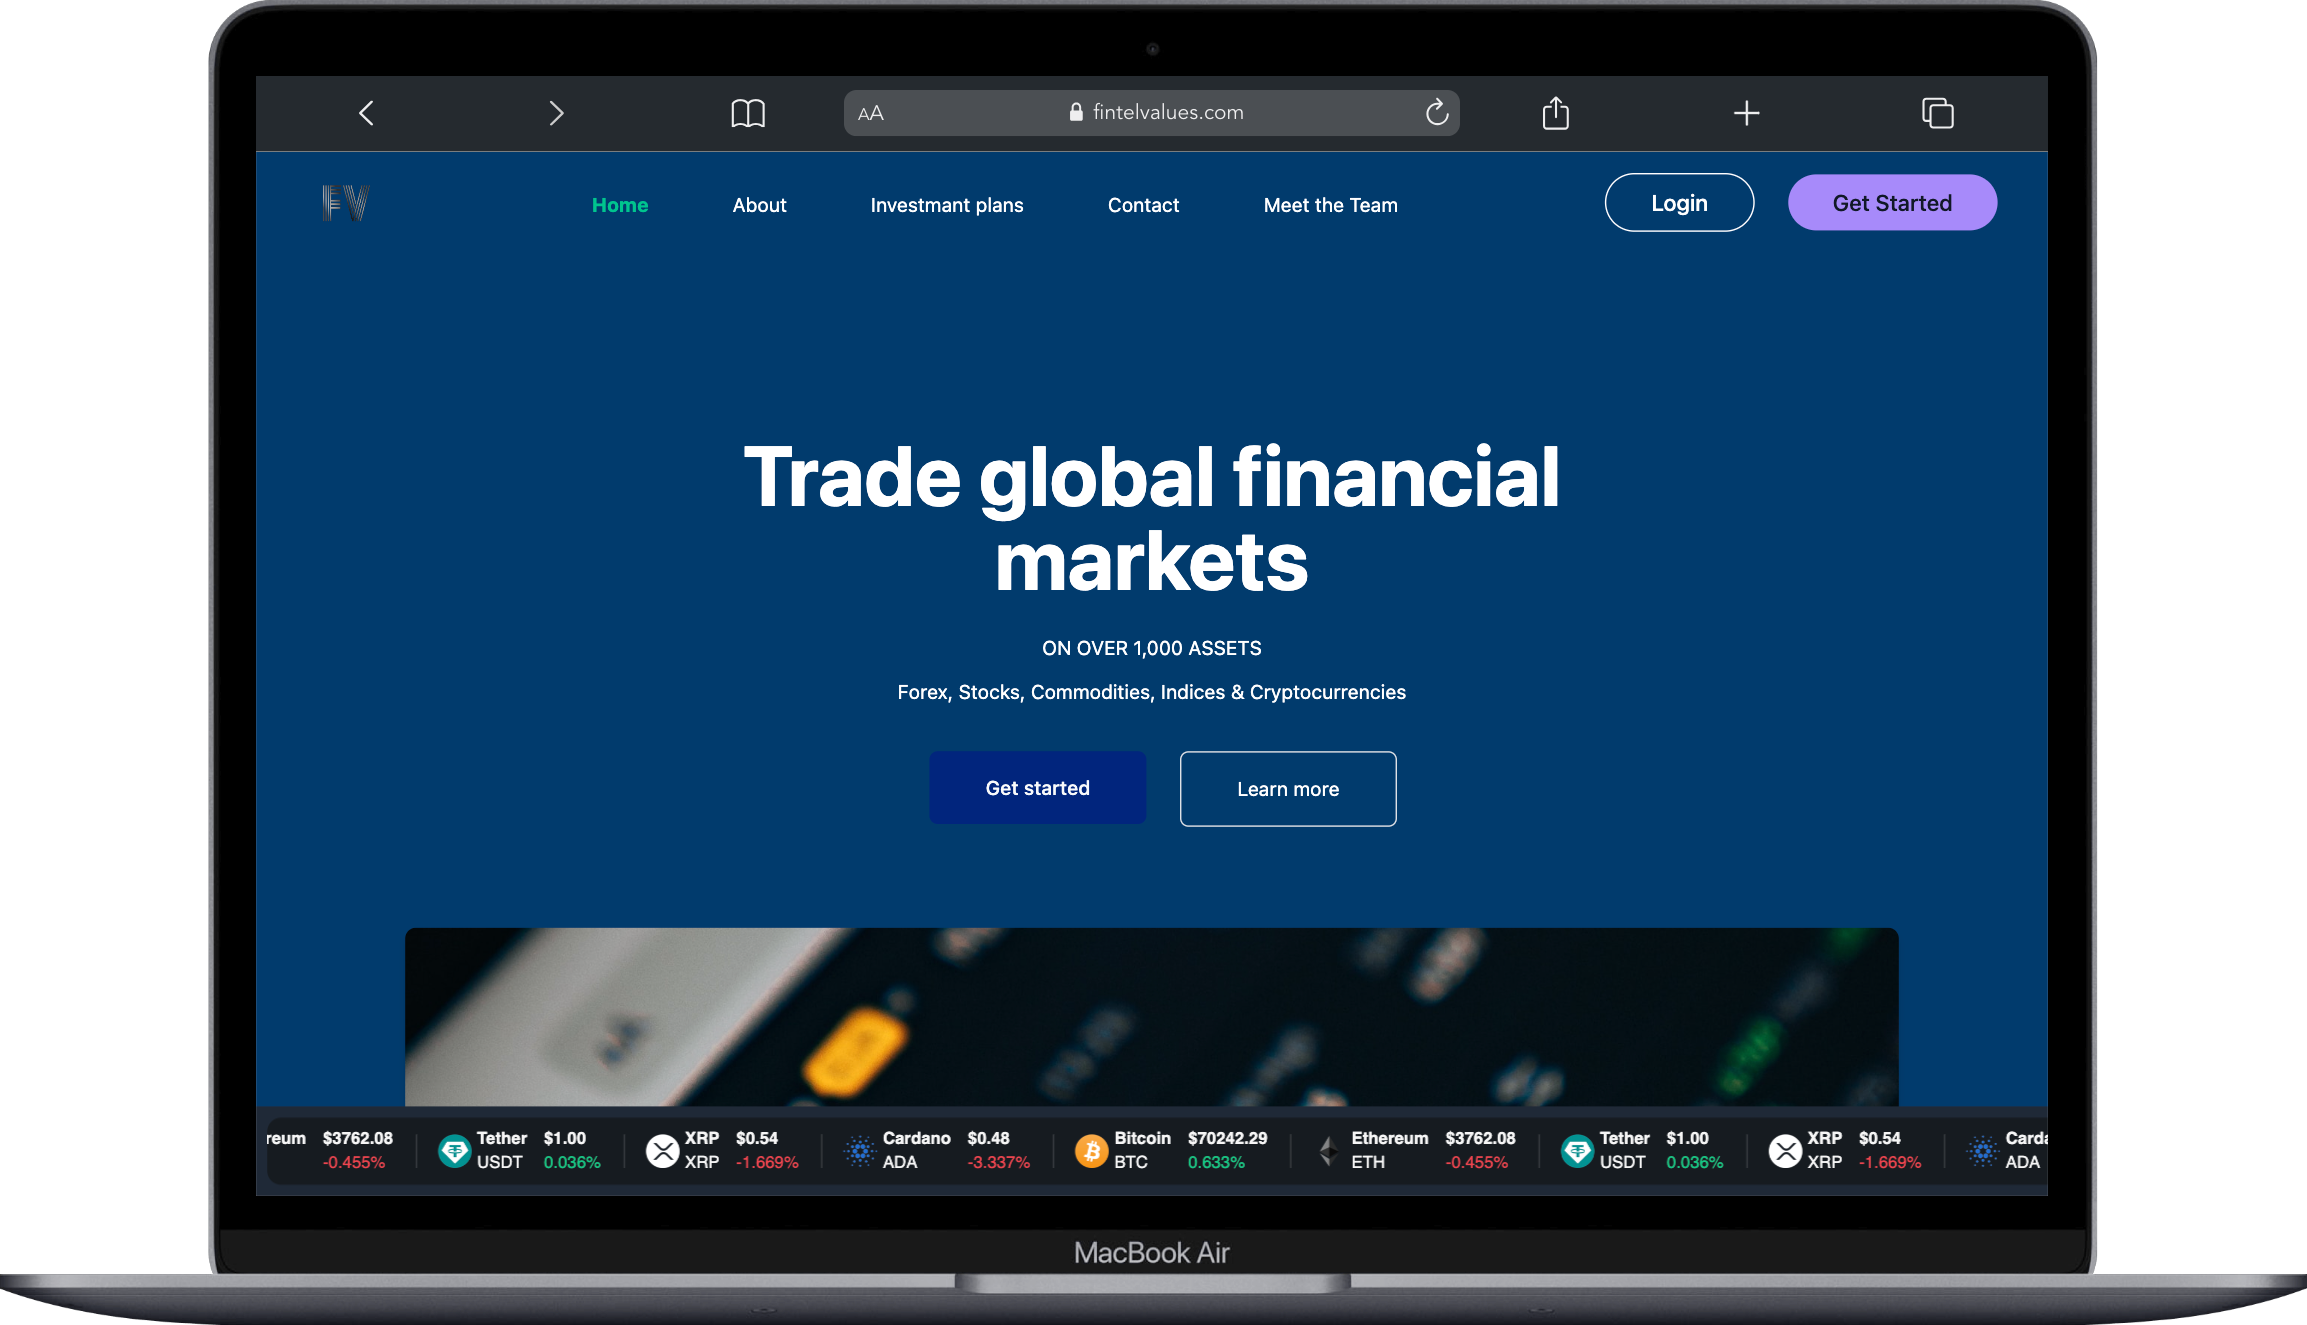 AA fintelvalues.com
FV Home About Investmant plans Contact Meet the Team Login Get Started
Trade global financial
markets
ON OVER 1,000 ASSETS
Forex, Stocks, Commodities, Indices & Cryptocurrencies
Get started Learn more
reum $3762.08 Tether $1.00 XRP $0.54 Cardano $0.48 Bitcoin $70242.29 Ethereum $3762.08 Tether $1.00 XRP $0.54 Carda
-0.455% USDT 0.036% XRP -1.669% ADA -3.337% BTC 0.633% ETH -0.455% USDT 0.036% XRP -1.669% ADA
MacBook Air